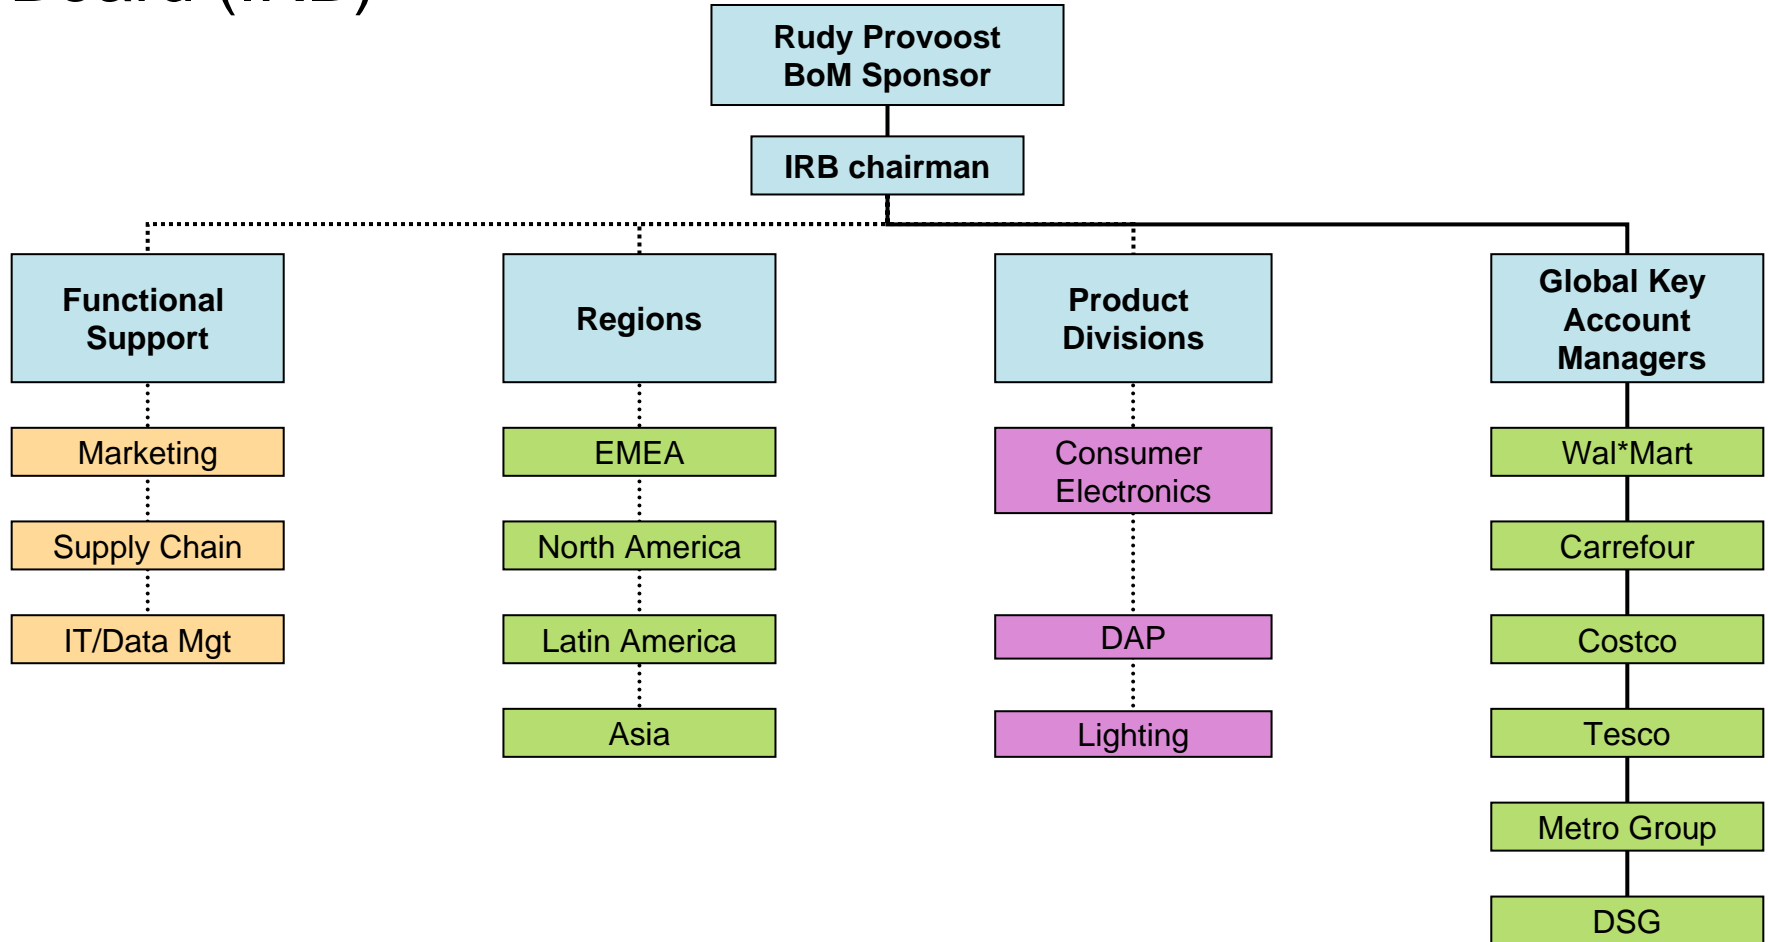 Board (IRB)
Rudy Provoost
BoM Sponsor
IRB chairman
Functional
Support
Regions
Product
Divisions
Global Key
Account
Managers
Marketing
Supply Chain
IT/Data Mgt
EMEA
North America
Latin America
Asia
Consumer
Electronics
DAP
Lighting
Wal*Mart
Carrefour
Costco
Tesco
Metro Group
DSG